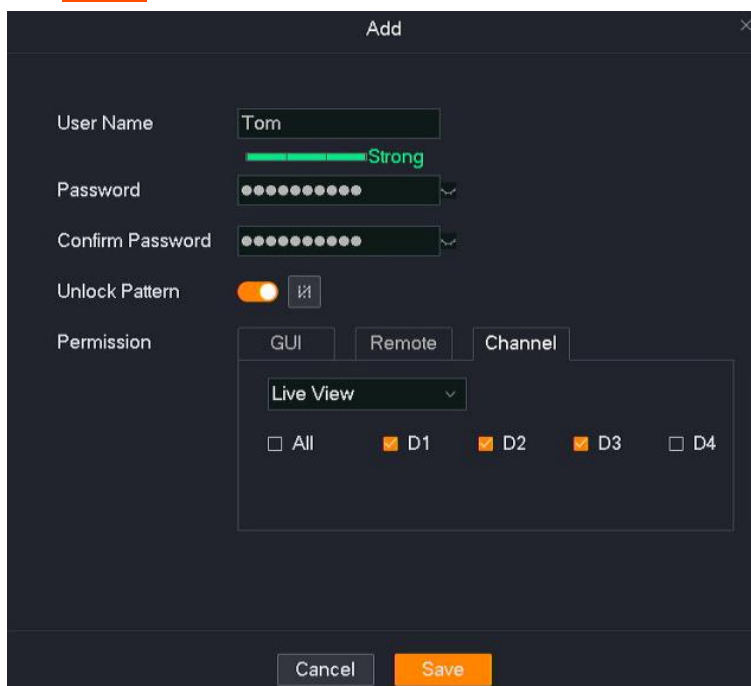 Add
User Name Tom
Strong
Password ●●●●●●●●●●
Confirm Password ●●●●●●●●●●
Unlock Pattern
Permission GUI Remote Channel
Live View
All D1 D2 D3 D4
Cancel Save